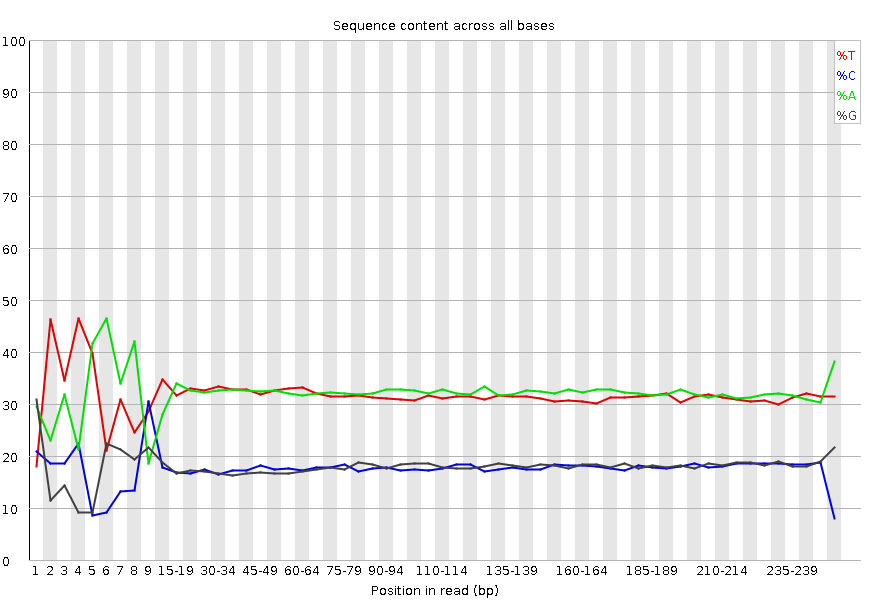 Sequence content across all bases
100
90
80
70
60
50
40
30
20
10
0
%T
%C
%A
%G
1 2 3 4 5 6 7 8 9 15-19 30-34 45-49 60-64 75-79 90-94 110-114 135-139 160-164 185-189 210-214 235-239
Position in read (bp)